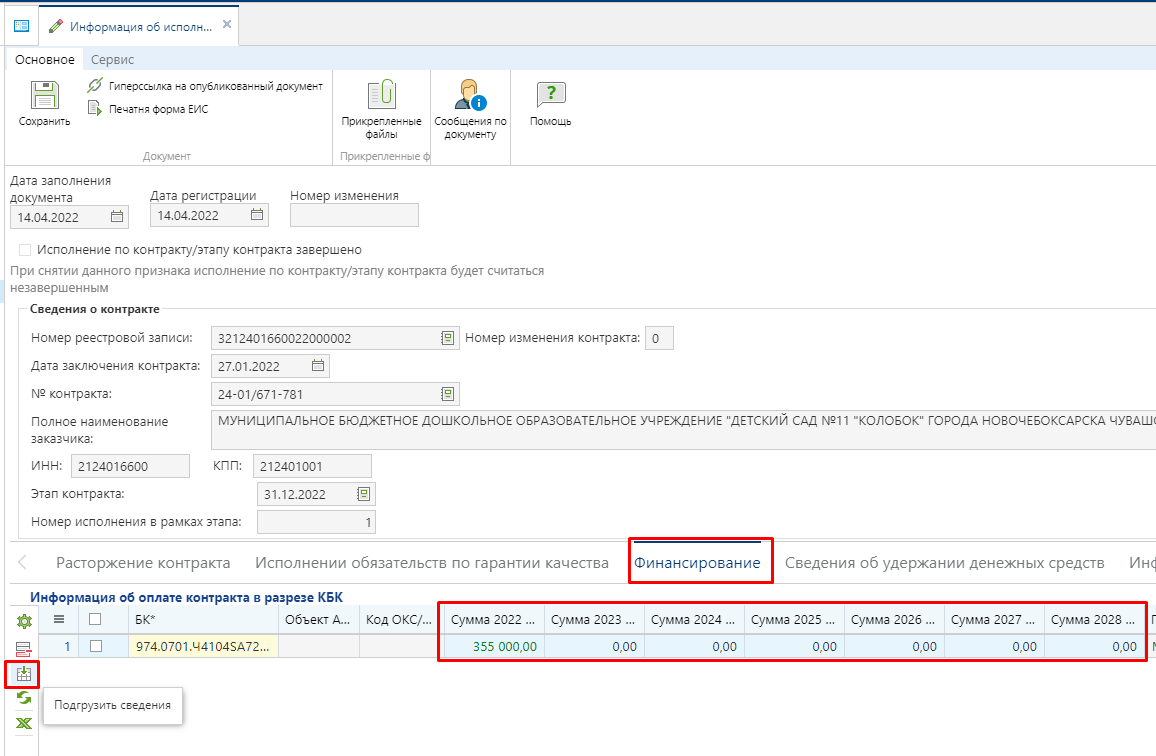 Информация об исполн...
Основное Сервис
Сохранить
Гиперссылка на опубликованный документ
Печатня форма ЕИС
Документ
Прикрепленные файлы
Прикрепленные ф
Сообщения по документу
Помощь
Дата заполнения документа
14.04.2022
Дата регистрации
14.04.2022
Номер изменения
Исполнение по контракту/этапу контракта завершено
При снятии данного признака исполнение по контракту/этапу контракта будет считаться
незавершенным
Сведения о контракте
Номер реестровой записи: 3212401660022000002 Номер изменения контракта: 0
Дата заключения контракта: 27.01.2022
№ контракта: 24-01/671-781
Полное наименование заказчика: МУНИЦИПАЛЬНОЕ БЮДЖЕТНОЕ ДОШКОЛЬНОЕ ОБРАЗОВАТЕЛЬНОЕ УЧРЕЖДЕНИЕ "ДЕТСКИЙ САД №11 "КОЛОБОК" ГОРОДА НОВОЧЕБОКСАРСКА ЧУВАШС
ИНН: 2124016600 КПП: 212401001
Этап контракта: 31.12.2022
Номер исполнения в рамках этапа: 1
Расторжение контракта Исполнении обязательств по гарантии качества Финансирование Сведения об удержании денежных средств Инф
Информация об оплате контракта в разрезе КБК
БК* Объект А... Код ОКС/... Сумма 2022 ... Сумма 2023 ... Сумма 2024 ... Сумма 2025 ... Сумма 2026 ... Сумма 2027 ... Сумма 2028 ...
1 974.0701.Ч4104SA72... 355 000,00 0,00 0,00 0,00 0,00 0,00 0,00
Подгрузить сведения